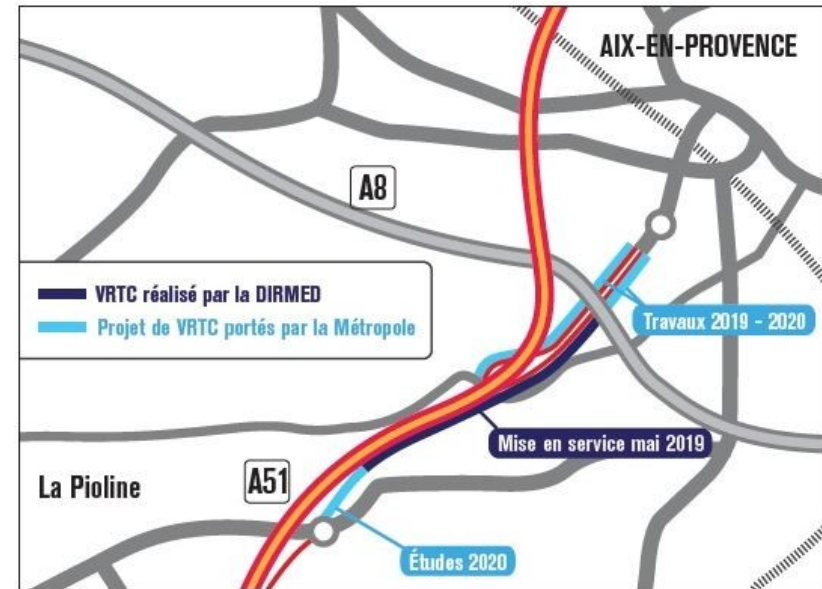 AIX-EN-PROVENCE
A8
VRTC réalisé par la DIRMED
Projet de VRTC portés par la Métropole
Travaux 2019 - 2020
Mise en service mai 2019
La Pioline
A51
Études 2020